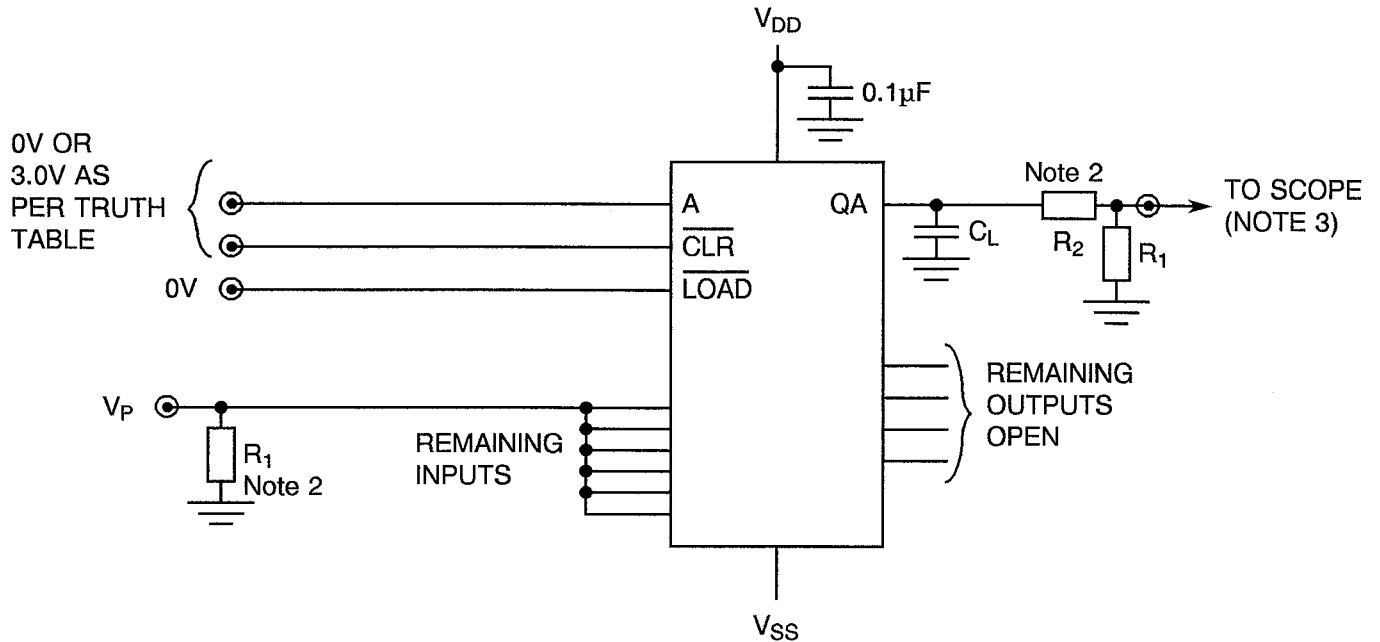 VDD
0.1µF
0V OR
3.0V AS
PER TRUTH
TABLE
A
CLR
LOAD
0V
QA
CL
Note 2
R2
R1
TO SCOPE
(NOTE 3)
VP
R1
Note 2
REMAINING
INPUTS
REMAINING
OUTPUTS
OPEN
VSS